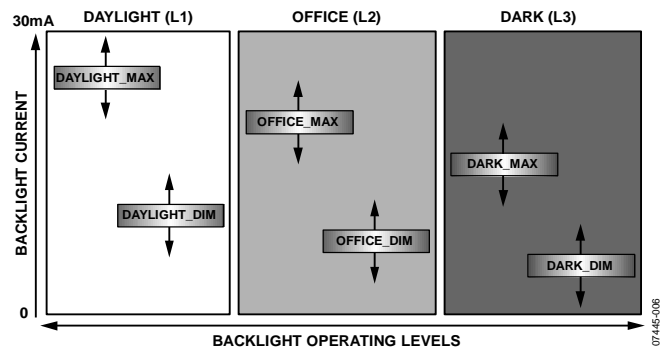 DAYLIGHT (L1)
OFFICE (L2)
DARK (L3)
30mA
BACKLIGHT CURRENT
0
DAYLIGHT_MAX
DAYLIGHT_DIM
OFFICE_MAX
OFFICE_DIM
DARK_MAX
DARK_DIM
BACKLIGHT OPERATING LEVELS
07445-006